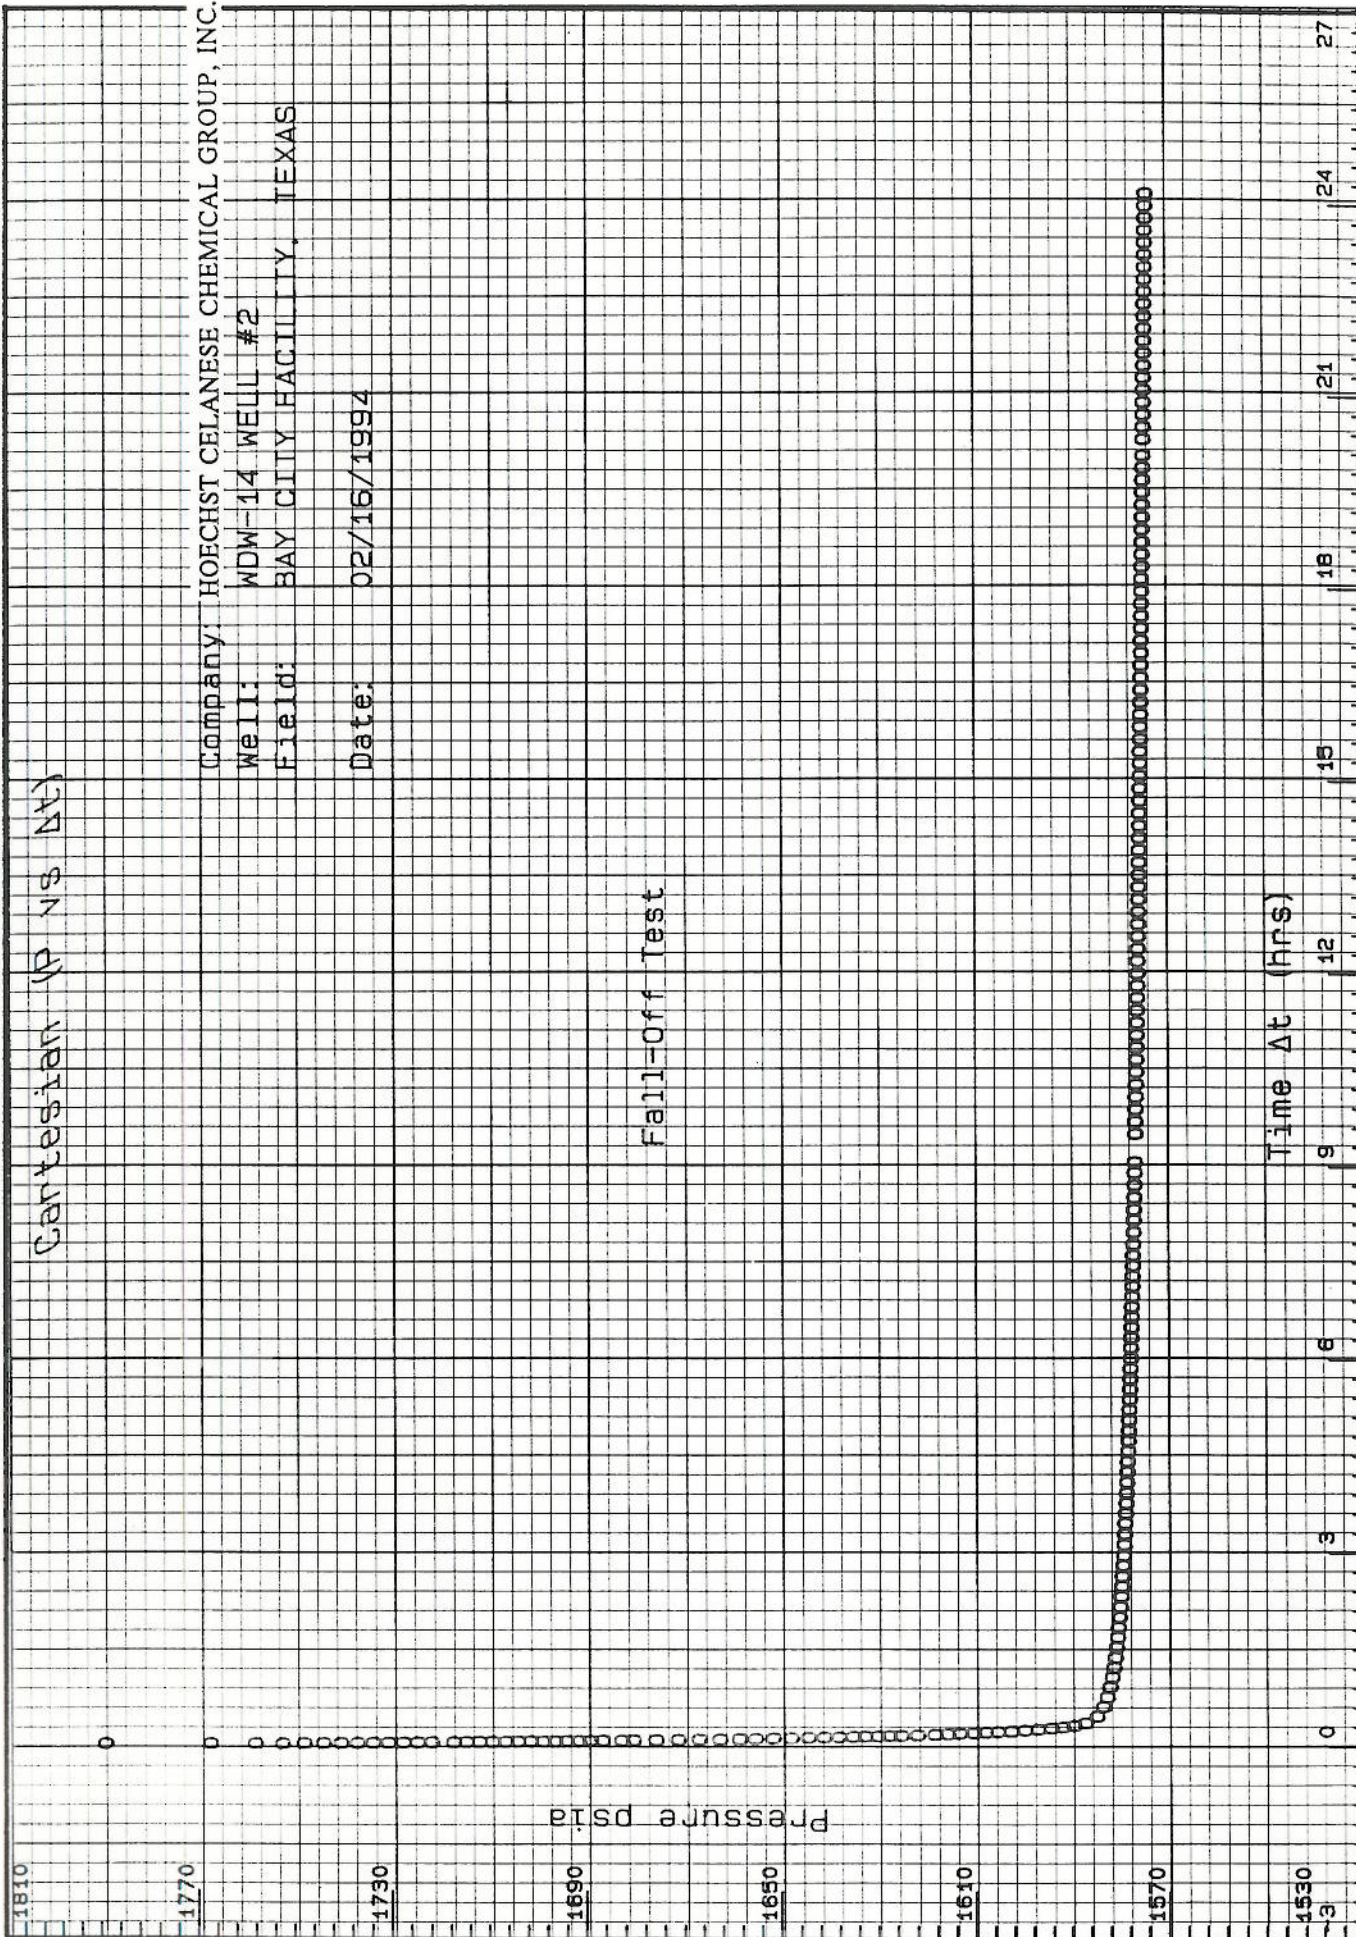 Cartesian (p vs Δt)
Company: HOECHST CELANESE CHEMICAL GROUP, INC.
Well: WDW-14 WELL #2
Field: BAY CITY FACILITY, TEXAS
Date: 02/16/1994
Fall-Off Test
Pressure psia
1810
1770
1730
1690
1650
1610
1570
1530
-3
0
3
6
9
12
15
18
21
24
27
Time Δt (hrs)